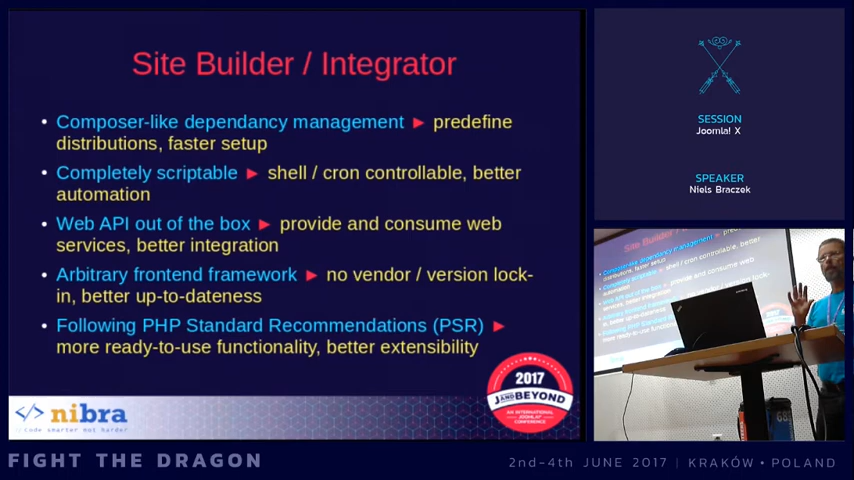 Site Builder / Integrator
• Composer-like dependancy management ► predefine
distributions, faster setup
• Completely scriptable ► shell / cron controllable, better
automation
• Web API out of the box ► provide and consume web
services, better integration
• Arbitrary frontend framework ► no vendor / version lock-
in, better up-to-dateness
• Following PHP Standard Recommendations (PSR) ►
more ready-to-use functionality, better extensibility
</> nibra
Code smarter not harder
2017
J AND BEYOND
AN INTERNATIONAL
JOOMLA!
CONFERENCE
SESSION
Joomla! X
SPEAKER
Niels Braczek
FIGHT THE DRAGON
2nd-4th JUNE 2017 | KRAKÓW • POLAND